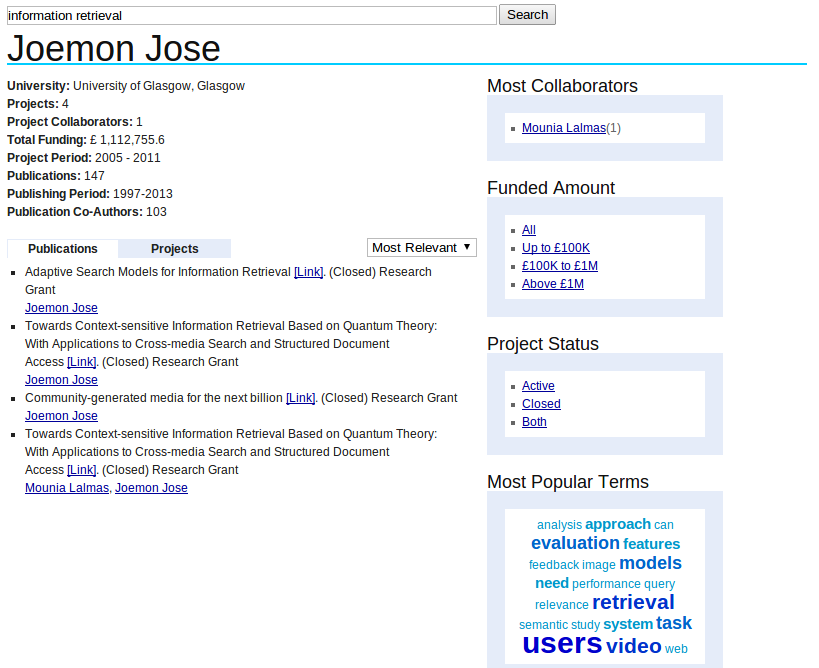 information retrieval
Search
Joemon Jose
University: University of Glasgow, Glasgow
Projects: 4
Project Collaborators: 1
Total Funding: £ 1,112,755.6
Project Period: 2005 - 2011
Publications: 147
Publishing Period: 1997-2013
Publication Co-Authors: 103
Publications
Projects
Most Relevant ▼
Adaptive Search Models for Information Retrieval [Link]. (Closed) Research
Grant
Joemon Jose
Towards Context-sensitive Information Retrieval Based on Quantum Theory:
With Applications to Cross-media Search and Structured Document
Access [Link]. (Closed) Research Grant
Joemon Jose
Community-generated media for the next billion [Link]. (Closed) Research Grant
Joemon Jose
Towards Context-sensitive Information Retrieval Based on Quantum Theory:
With Applications to Cross-media Search and Structured Document
Access [Link]. (Closed) Research Grant
Mounia Lalmas, Joemon Jose
Most Collaborators
Mounia Lalmas(1)
Funded Amount
All
Up to £100K
£100K to £1M
Above £1M
Project Status
Active
Closed
Both
Most Popular Terms
analysis approach can
evaluation features
feedback image models
need performance query
relevance retrieval
semantic study system task
users video web